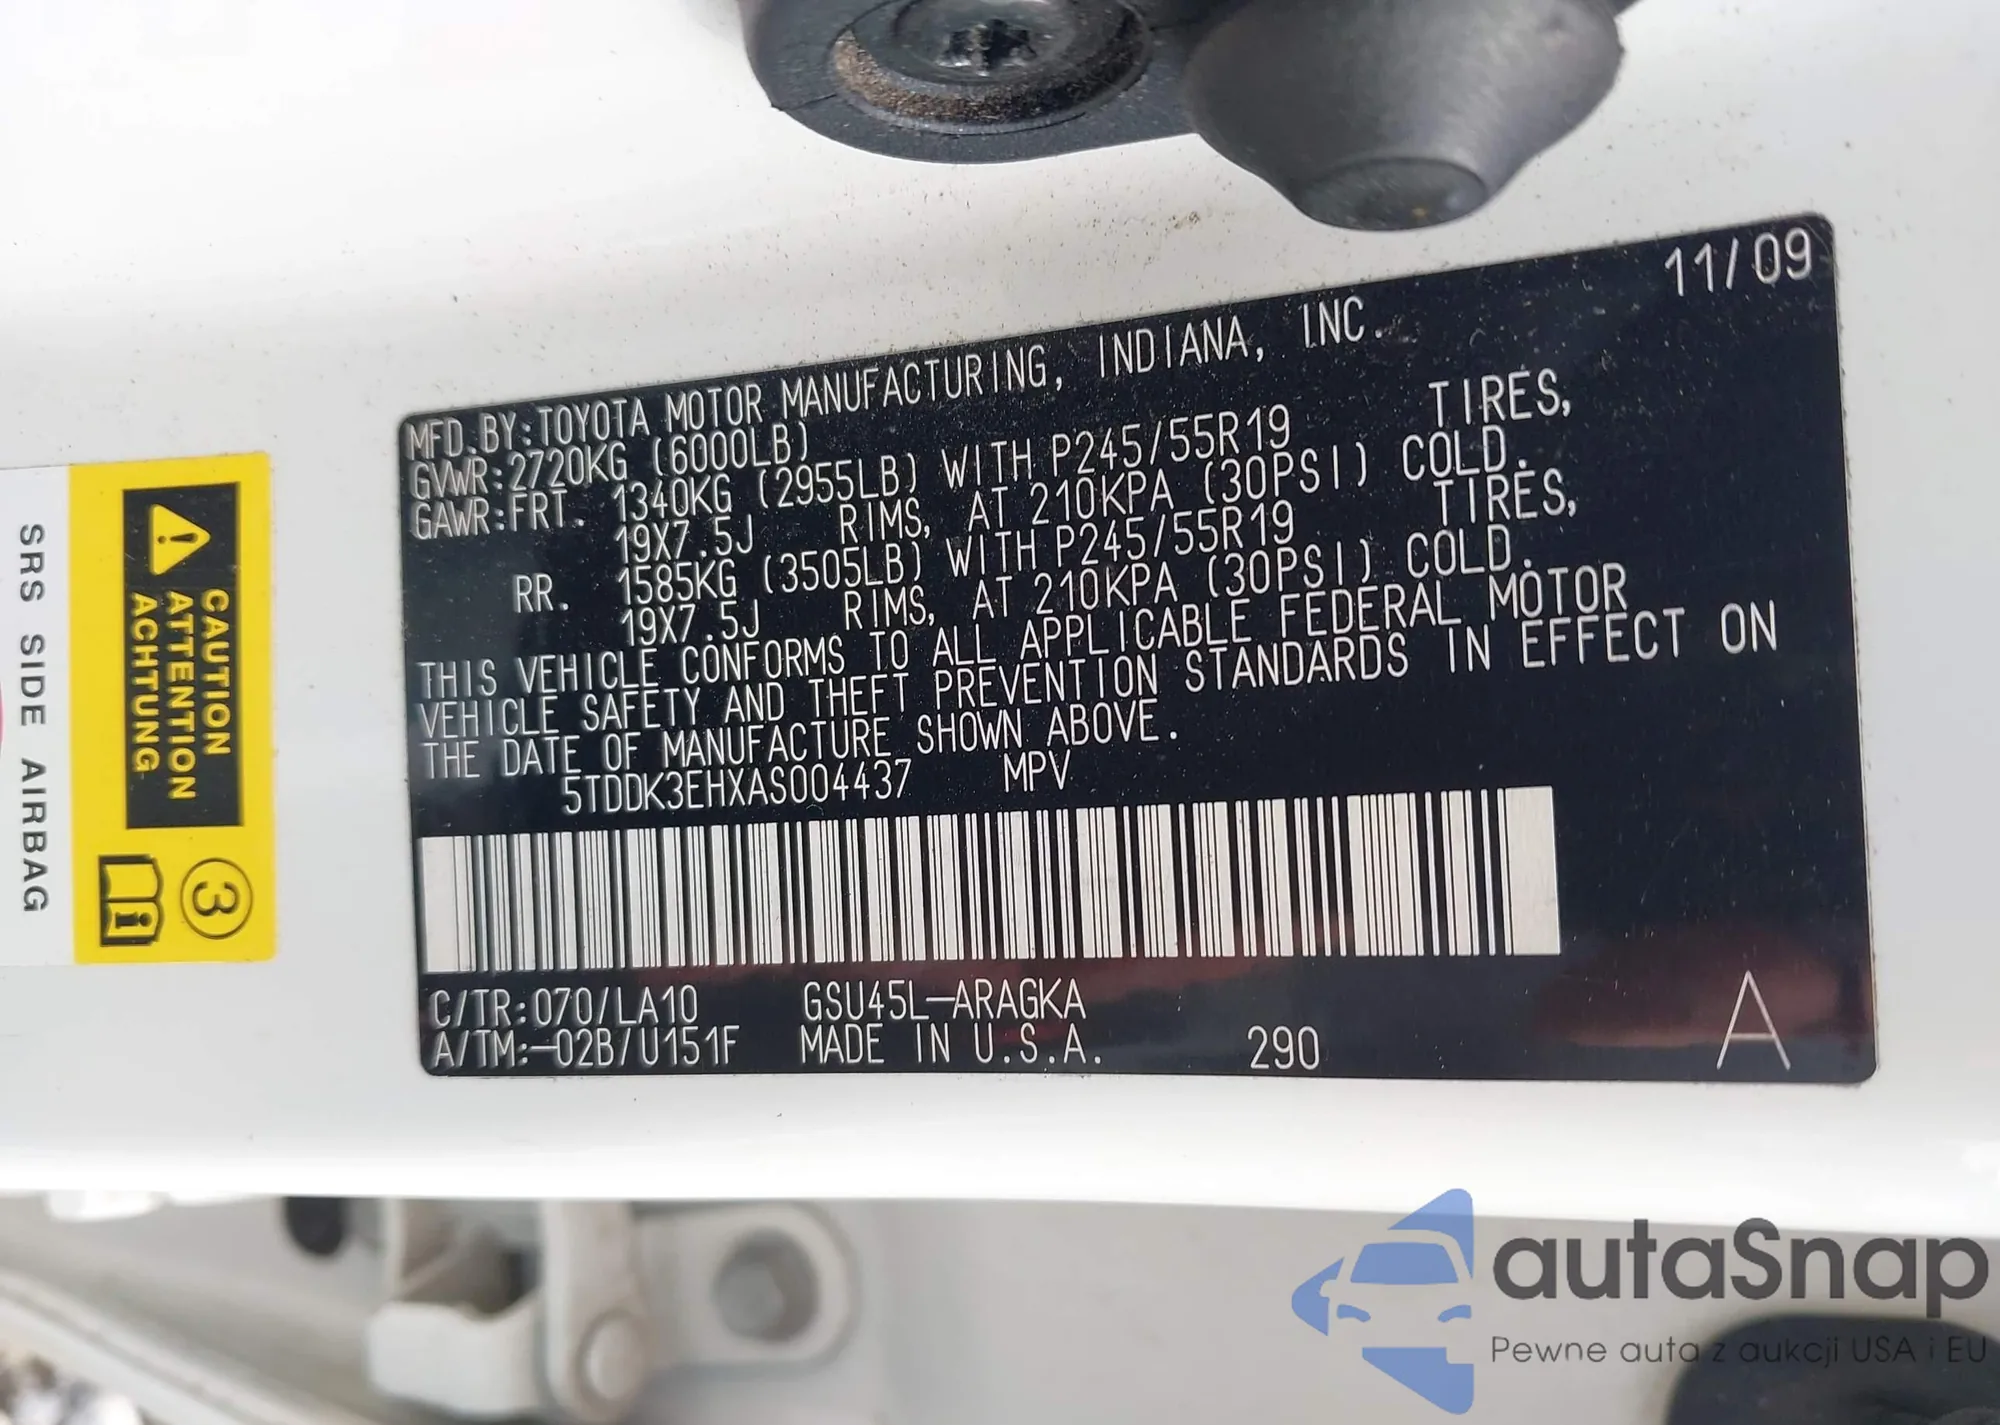 11/09
MFD.BY:TOYOTA MOTOR MANUFACTURING, INDIANA, INC.
GVWR:2720KG (6000LB)
GAWR:FRT. 1340KG (2955LB) WITH P245/55R19 TIRES,
19X7.5J RIMS, AT 210KPA (30PSI) COLD.
RR. 1585KG (3505LB) WITH P245/55R19 TIRES,
19X7.5J RIMS, AT 210KPA (30PSI) COLD.
THIS VEHICLE CONFORMS TO ALL APPLICABLE FEDERAL MOTOR
VEHICLE SAFETY AND THEFT PREVENTION STANDARDS IN EFFECT ON
THE DATE OF MANUFACTURE SHOWN ABOVE.
5TDDK3EHXAS004437 MPV
C/TR:070/LA10 GSU45L-ARAGKA
A/TM:-02B/U151F MADE IN U.S.A. 290 A
CAUTION
ATTENTION
ACHTUNG
3
i
SRS SIDE AIRBAG
autaSnap
Pewne auta z aukcji USA i EU